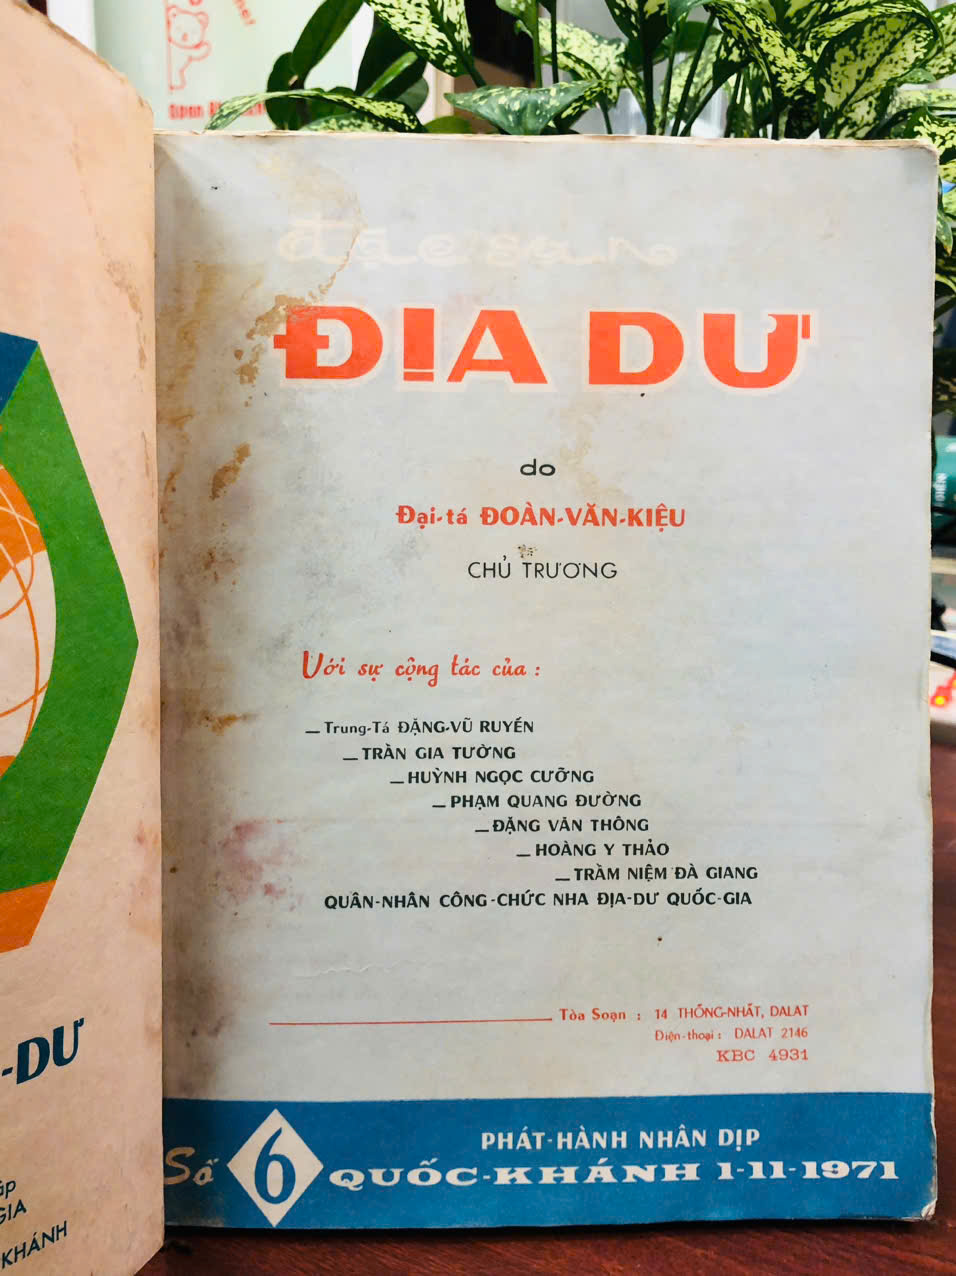 đặc san
ĐỊA DƯ
do
Đại-tá ĐOÀN-VĂN-KIỆU
CHỦ TRƯƠNG
Với sự cộng tác của :
— Trung-Tá ĐẶNG-VŨ RUYẾN
— TRẦN GIA TƯỜNG
— HUỲNH NGỌC CƯỠNG
— PHẠM QUANG ĐƯỜNG
— ĐẶNG VĂN THÔNG
— HOÀNG Y THẢO
— TRẦM NIỆM ĐÀ GIANG
QUÂN-NHÂN CÔNG-CHỨC NHA ĐỊA-DƯ QUỐC-GIA
Tòa Soạn : 14 THỐNG-NHẤT, DALAT
Điện-thoại : DALAT 2146
KBC 4931
Số 6
PHÁT-HÀNH NHÂN DỊP
QUỐC-KHÁNH 1-11-1971
-DƯ
GIA
KHÁNH